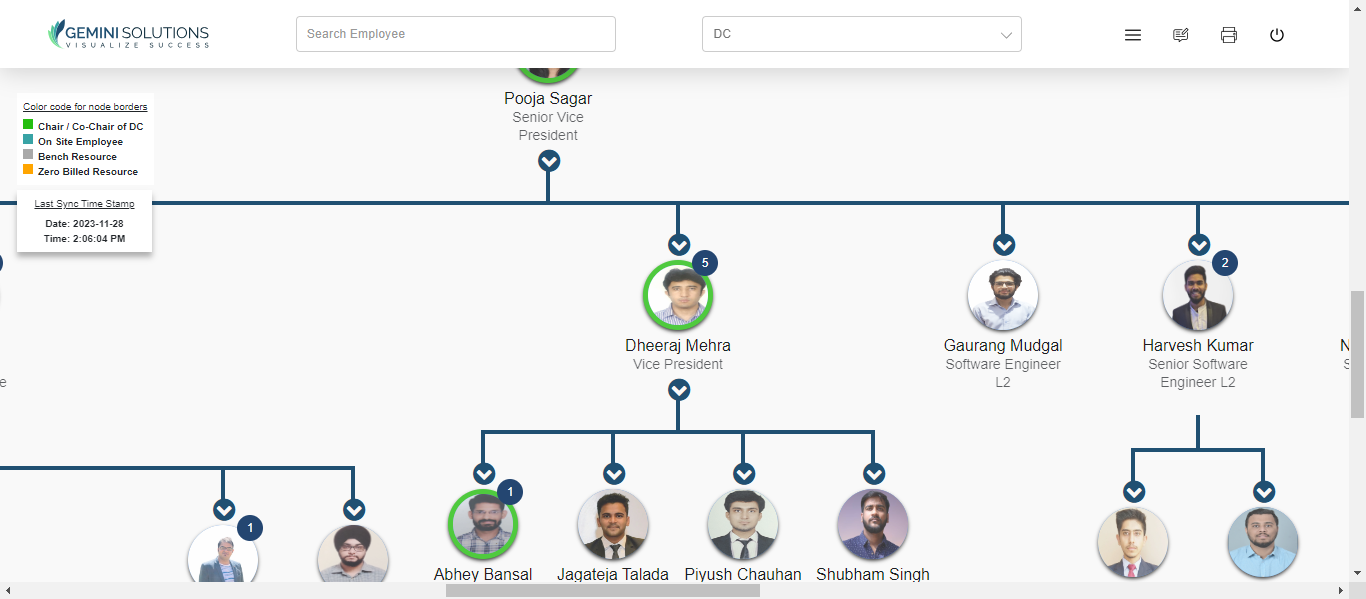 GEMINI SOLUTIONS
VISUALIZE SUCCESS
Search Employee
DC
Color code for node borders
Chair / Co-Chair of DC
On Site Employee
Bench Resource
Zero Billed Resource
Last Sync Time Stamp
Date: 2023-11-28
Time: 2:06:04 PM
Pooja Sagar
Senior Vice
President
5
Dheeraj Mehra
Vice President
Gaurang Mudgal
Software Engineer
L2
2
Harvesh Kumar
Senior Software
Engineer L2
N
S
e
1
1
Abhey Bansal
Jagateja Talada
Piyush Chauhan
Shubham Singh